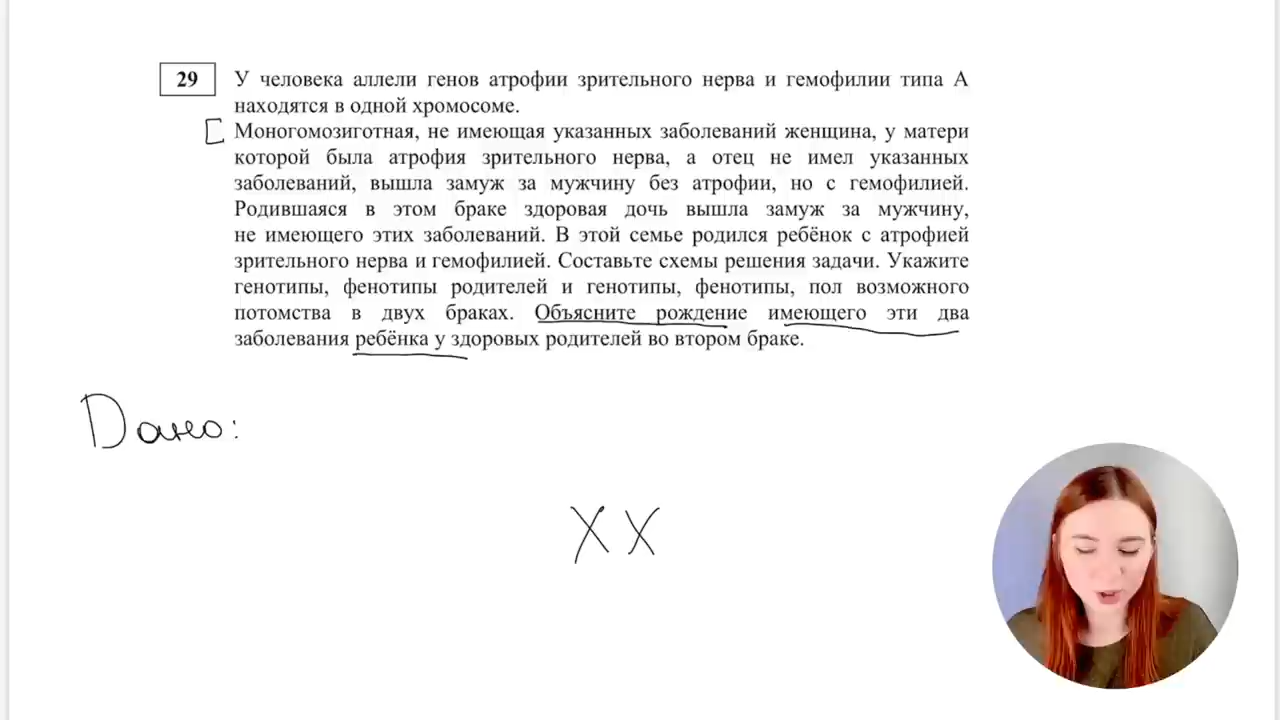 29
У человека аллели генов атрофии зрительного нерва и гемофилии типа А
находятся в одной хромосоме.
Моногомозиготная, не имеющая указанных заболеваний женщина, у матери
которой была атрофия зрительного нерва, а отец не имел указанных
заболеваний, вышла замуж за мужчину без атрофии, но с гемофилией.
Родившаяся в этом браке здоровая дочь вышла замуж за мужчину,
не имеющего этих заболеваний. В этой семье родился ребёнок с атрофией
зрительного нерва и гемофилией. Составьте схемы решения задачи. Укажите
генотипы, фенотипы родителей и генотипы, фенотипы, пол возможного
потомства в двух браках. Объясните рождение имеющего эти два
заболевания ребёнка у здоровых родителей во втором браке.
Дано:
X X